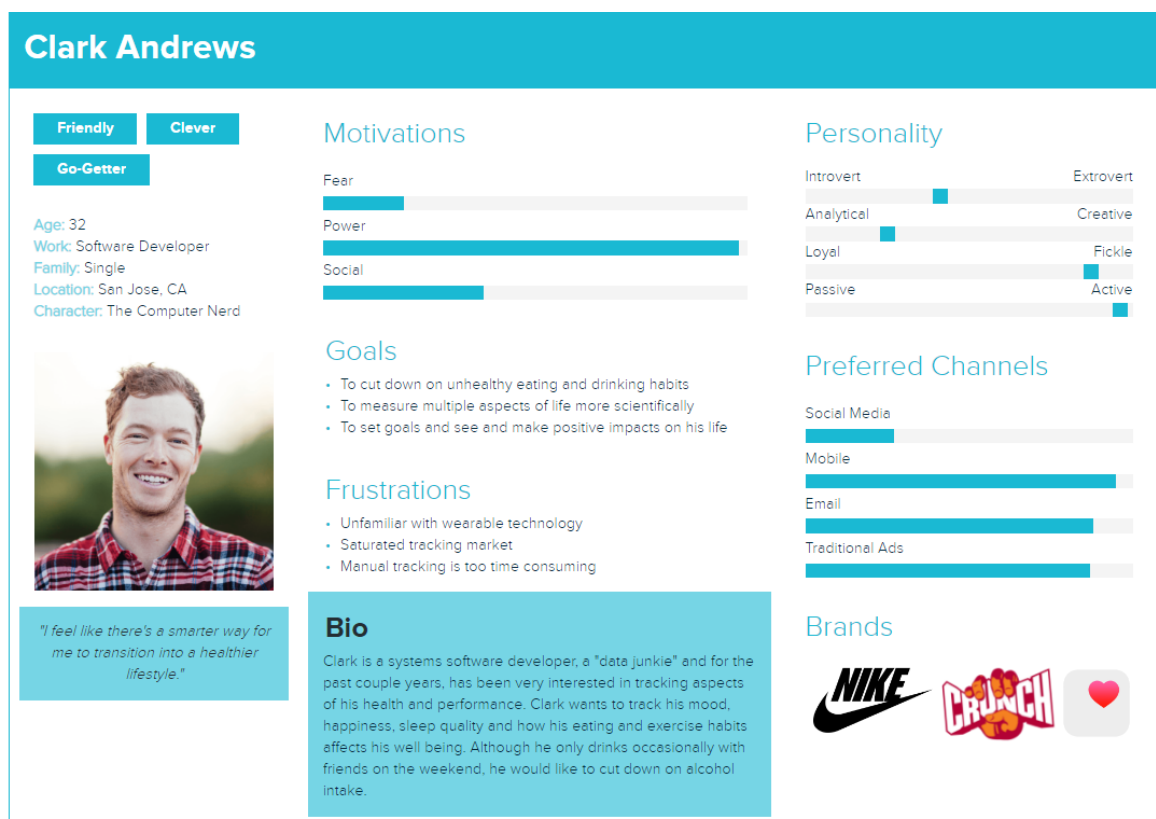 Clark Andrews
Friendly
Clever
Go-Getter
Age: 32
Work: Software Developer
Family: Single
Location: San Jose, CA
Character: The Computer Nerd
"I feel like there's a smarter way for
me to transition into a healthier
lifestyle."
Motivations
Fear
Power
Social
Goals
• To cut down on unhealthy eating and drinking habits
• To measure multiple aspects of life more scientifically
• To set goals and see and make positive impacts on his life
Frustrations
• Unfamiliar with wearable technology
• Saturated tracking market
• Manual tracking is too time consuming
Bio
Clark is a systems software developer, a "data junkie" and for the
past couple years, has been very interested in tracking aspects
of his health and performance. Clark wants to track his mood,
happiness, sleep quality and how his eating and exercise habits
affects his well being. Although he only drinks occasionally with
friends on the weekend, he would like to cut down on alcohol
intake.
Personality
Introvert Extrovert
Analytical Creative
Loyal Fickle
Passive Active
Preferred Channels
Social Media
Mobile
Email
Traditional Ads
Brands
NIKE
CRUNCH